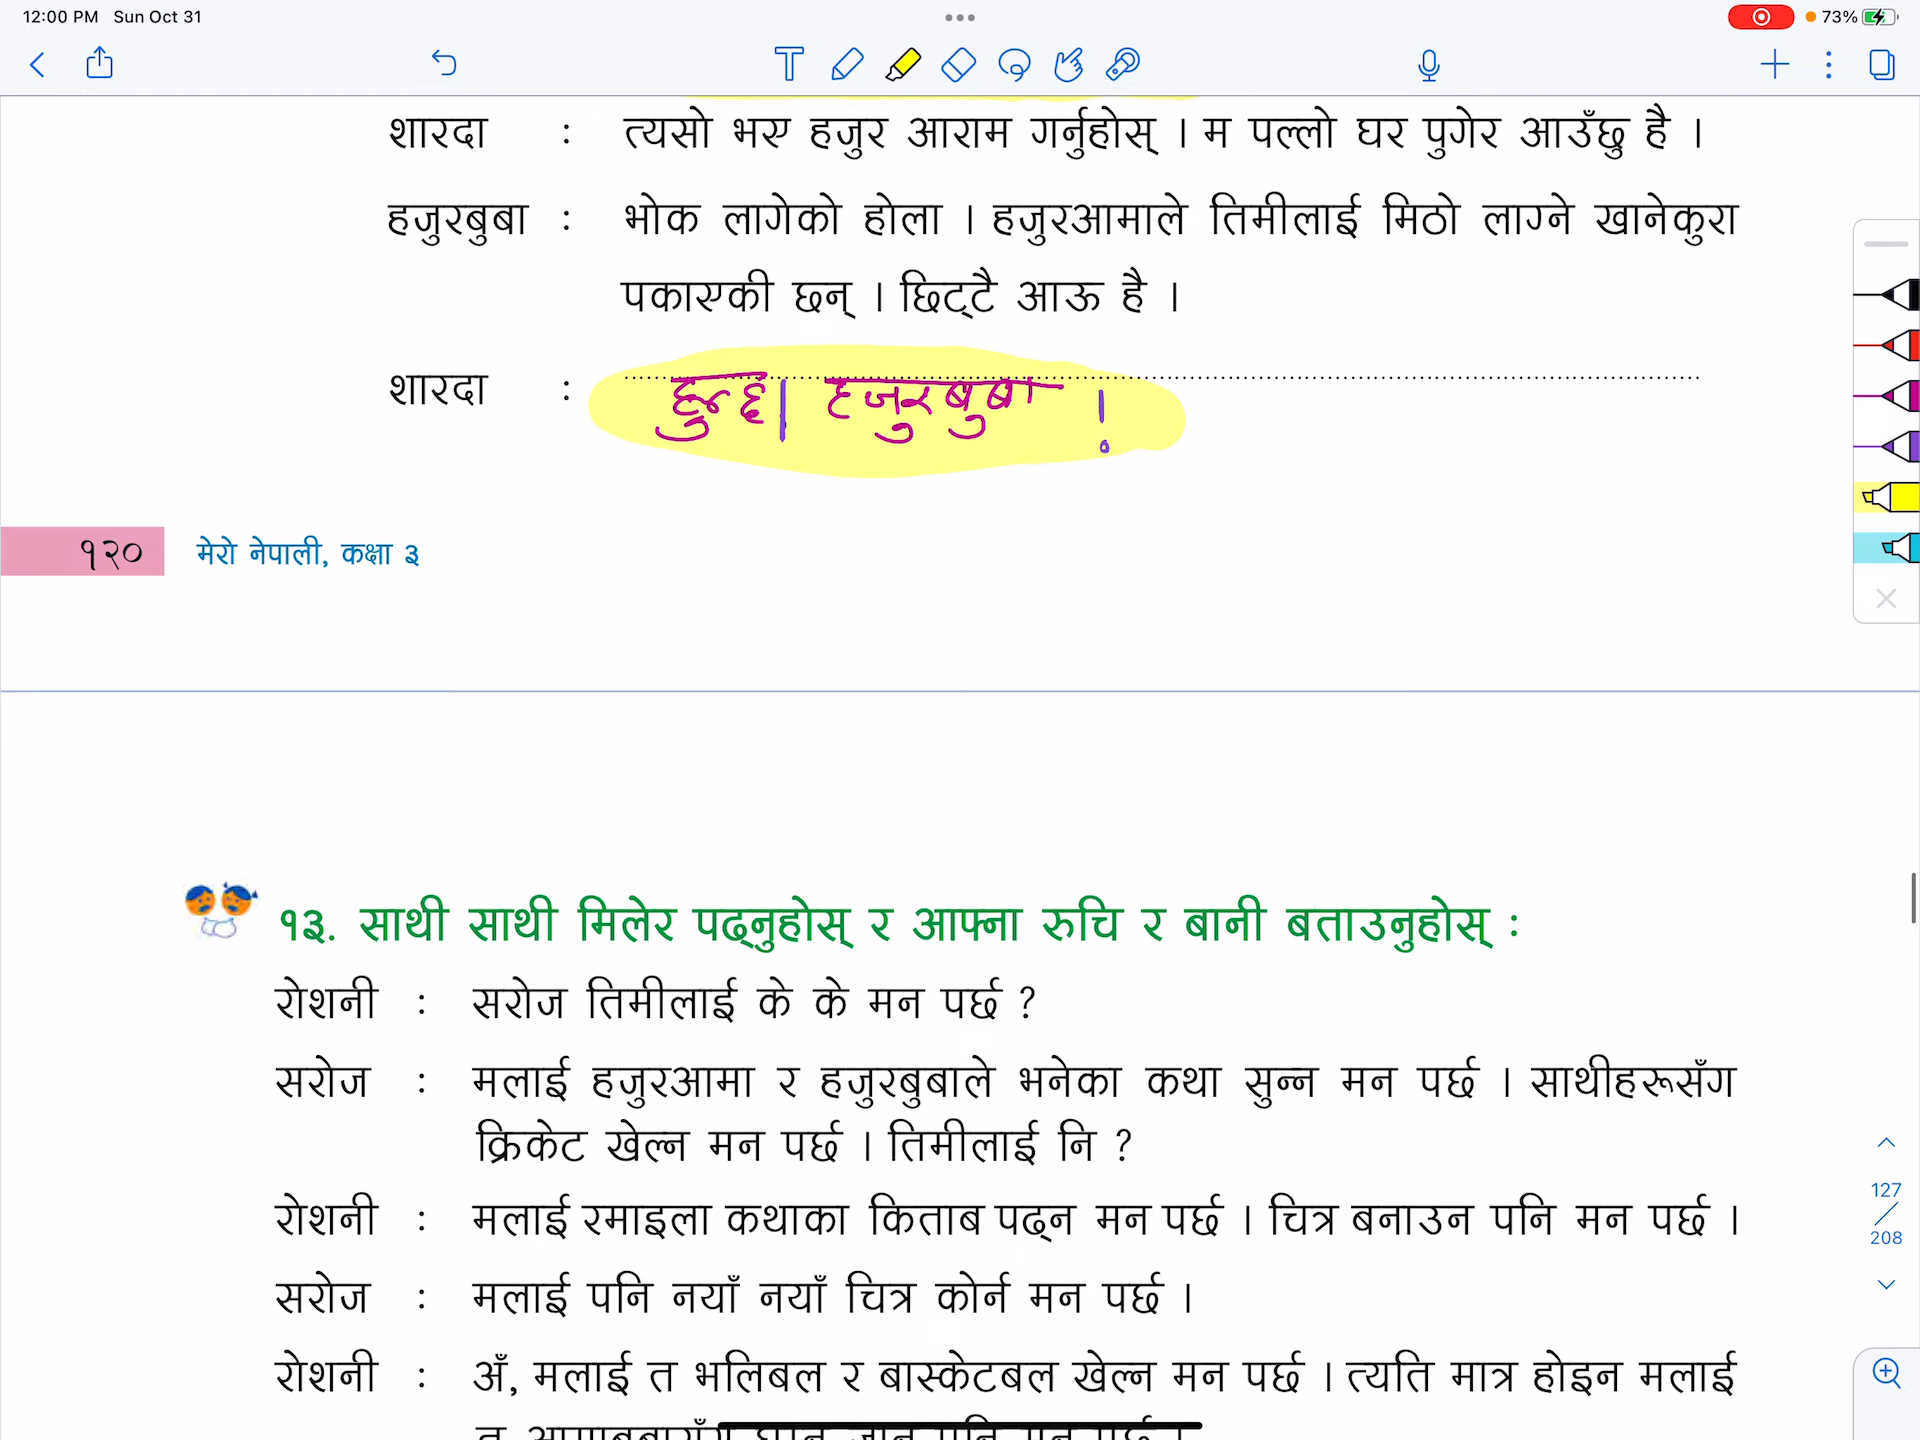 12:00 PM Sun Oct 31
73%
शारदा : त्यसो भए हजुर आराम गर्नुहोस् । म पल्लो घर पुगेर आउँछु है ।
हजुरबुबा : भोक लागेको होला । हजुरआमाले तिमीलाई मिठो लाग्ने खानेकुरा
पकाएकी छन् । छिट्टै आऊ है ।
शारदा : हुन्छ। हजुरबुबा !
१२० मेरो नेपाली, कक्षा ३
१३. साथी साथी मिलेर पढ्नुहोस् र आफ्ना रुचि र बानी बताउनुहोस् :
रोशनी : सरोज तिमीलाई के के मन पर्छ ?
सरोज : मलाई हजुरआमा र हजुरबुबाले भनेका कथा सुन्न मन पर्छ । साथीहरूसँग
क्रिकेट खेल्न मन पर्छ । तिमीलाई नि ?
रोशनी : मलाई रमाइला कथाका किताब पढ्न मन पर्छ । चित्र बनाउन पनि मन पर्छ ।
सरोज : मलाई पनि नयाँ नयाँ चित्र कोर्न मन पर्छ ।
रोशनी : अँ, मलाई त भलिबल र बास्केटबल खेल्न मन पर्छ । त्यति मात्र होइन मलाई
127
208